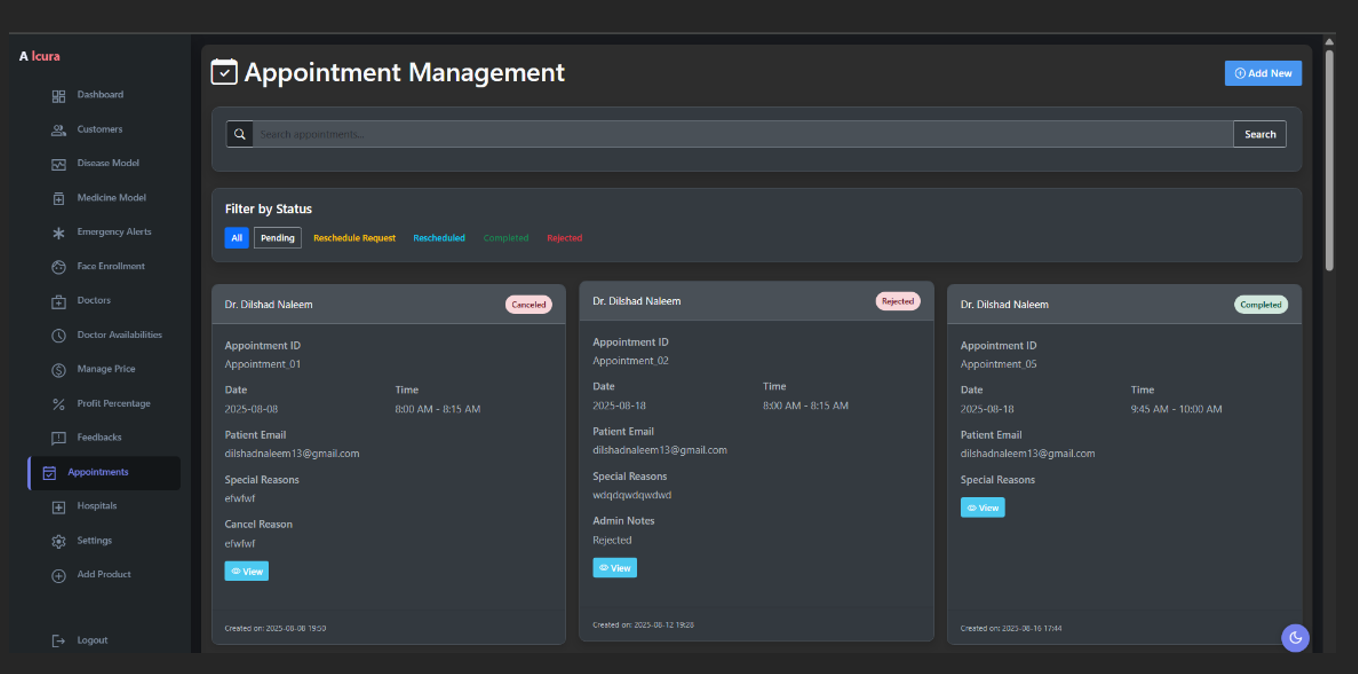 A Icura
Dashboard
Customers
Disease Model
Medicine Model
Emergency Alerts
Face Enrollment
Doctors
Doctor Availabilities
Manage Price
Profit Percentage
Feedbacks
Appointments
Hospitals
Settings
Add Product
Logout
Appointment Management
Add New
Search appointments...
Search
Filter by Status
All Pending Reschedule Request Rescheduled Completed Rejected
Dr. Dilshad Naleem Canceled
Appointment ID
Appointment_01
Date Time
2025-08-08 8:00 AM - 8:15 AM
Patient Email
dilshadnaleem13@gmail.com
Special Reasons
efwfwf
Cancel Reason
efwfwf
View
Created on: 2025-08-08 19:50
Dr. Dilshad Naleem Rejected
Appointment ID
Appointment_02
Date Time
2025-08-18 8:00 AM - 8:15 AM
Patient Email
dilshadnaleem13@gmail.com
Special Reasons
wdqdqwdqwdwd
Admin Notes
Rejected
View
Created on: 2025-08-12 19:28
Dr. Dilshad Naleem Completed
Appointment ID
Appointment_05
Date Time
2025-08-18 9:45 AM - 10:00 AM
Patient Email
dilshadnaleem13@gmail.com
Special Reasons
View
Created on: 2025-08-16 17:44